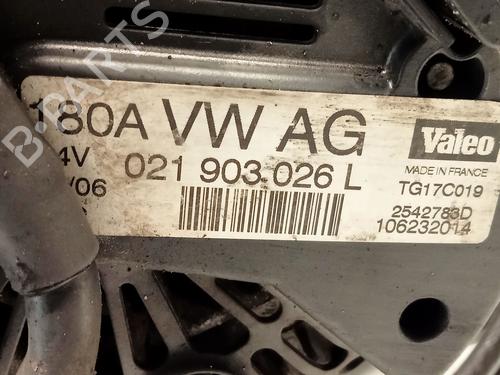 180A VW AG
4V 021 903 026 L
/06
Valeo
MADE IN FRANCE
TG17C019
2542783D
106232014
B-PARTS